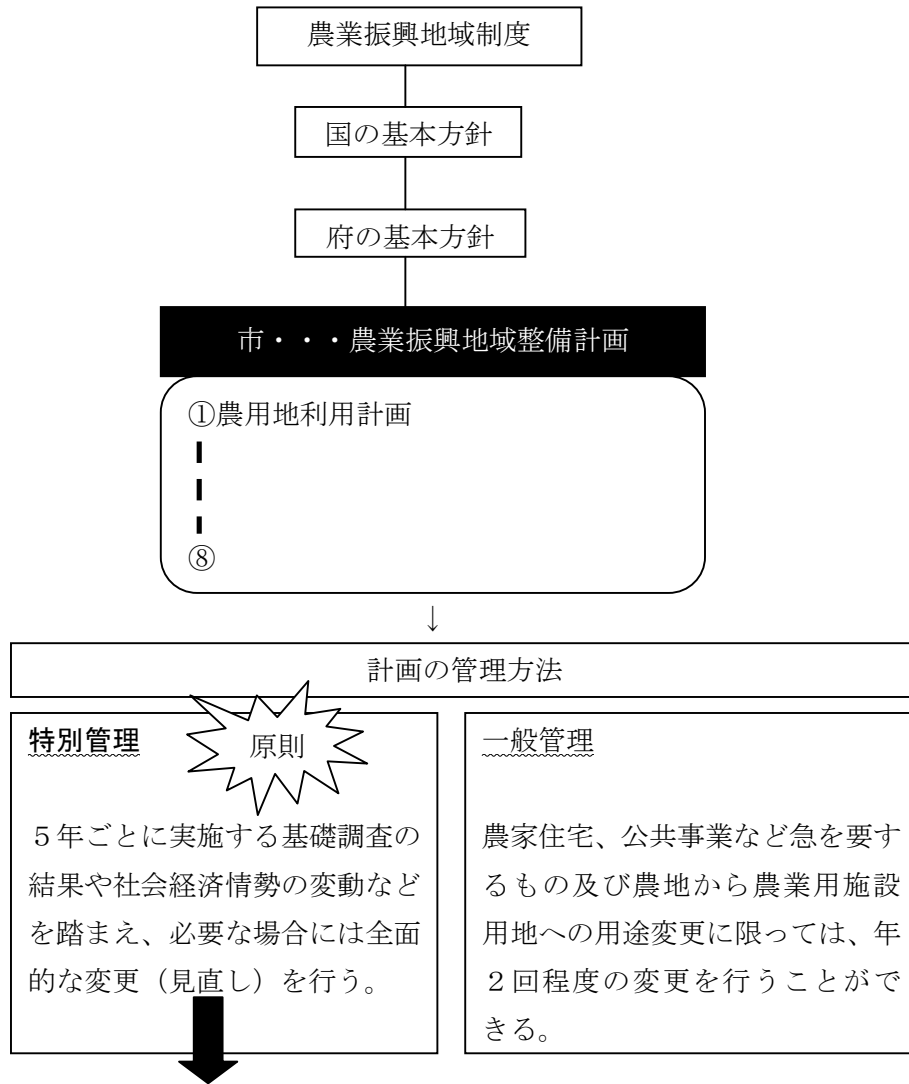 農業振興地域制度
国の基本方針
府の基本方針
市・・・農業振興地域整備計画
①農用地利用計画
⑧
↓
計画の管理方法
特別管理
原則
５年ごとに実施する基礎調査の
結果や社会経済情勢の変動など
を踏まえ、必要な場合には全面
的な変更（見直し）を行う。
一般管理
農家住宅、公共事業など急を要す
るもの及び農地から農業用施設
用地への用途変更に限っては、年
２回程度の変更を行うことがで
きる。